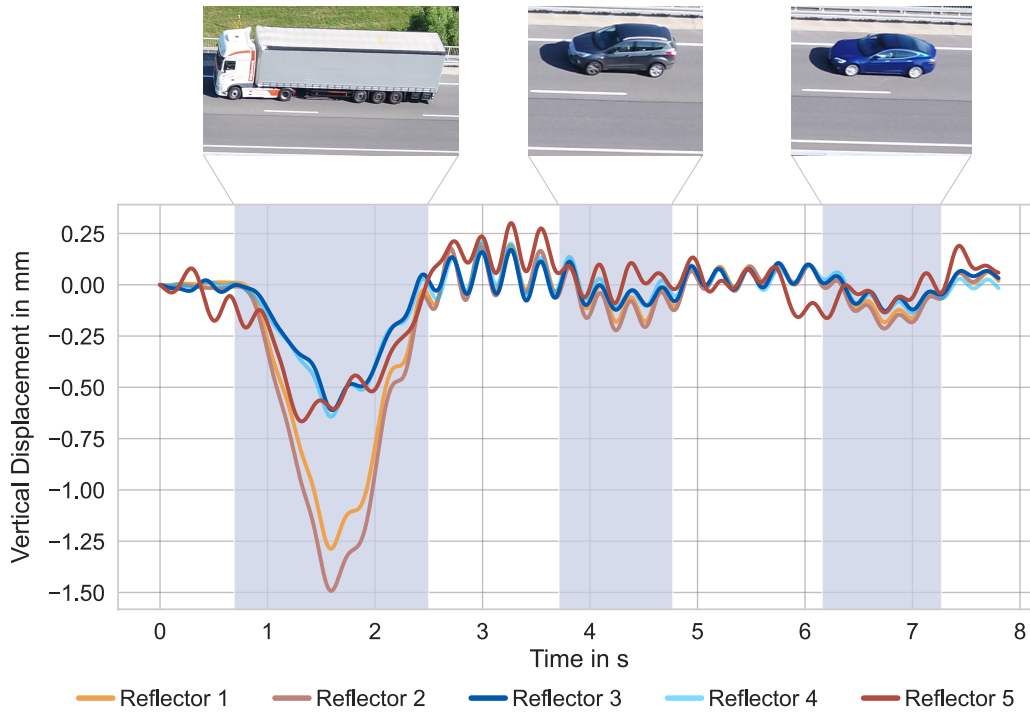 0.25
0.00
−0.25
−0.50
−0.75
−1.00
−1.25
−1.50
Vertical Displacement in mm
0 1 2 3 4 5 6 7 8
Time in s
Reflector 1 Reflector 2 Reflector 3 Reflector 4 Reflector 5